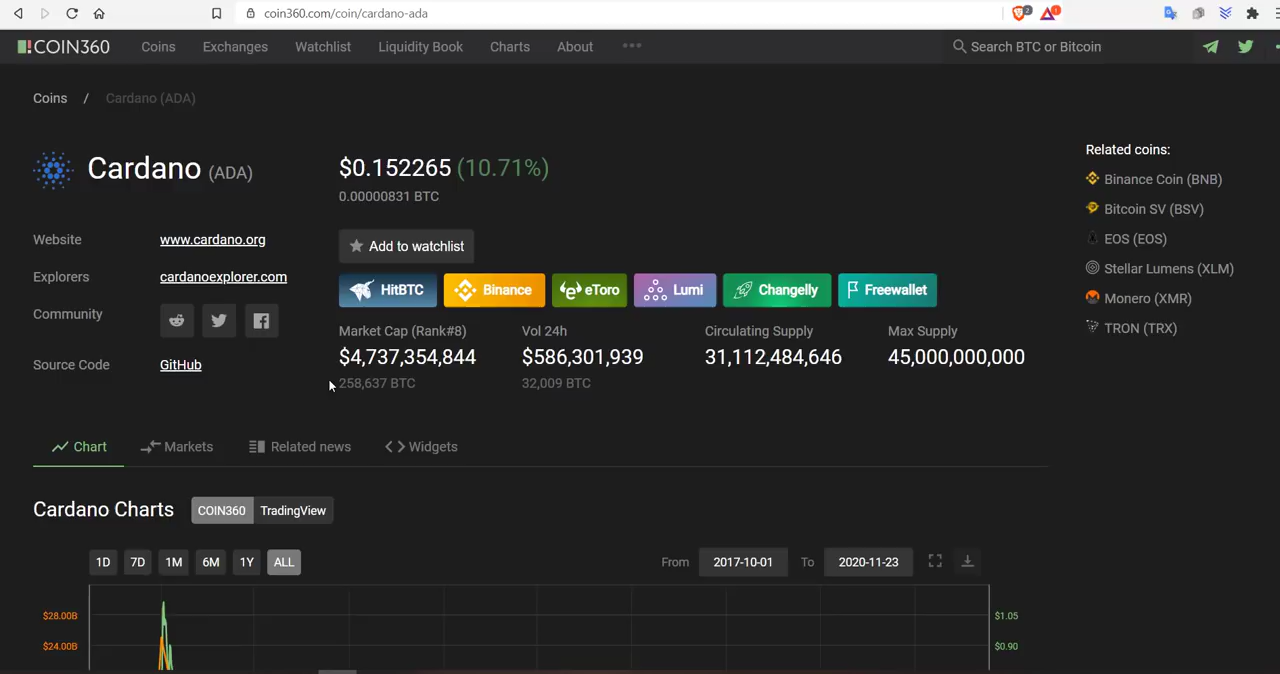 coin360.com/coin/cardano-ada
2
1
COIN360
Coins
Exchanges
Watchlist
Liquidity Book
Charts
About
Search BTC or Bitcoin
Coins / Cardano (ADA)
Cardano (ADA)
$0.152265 (10.71%)
0.00000831 BTC
Website
www.cardano.org
Explorers
cardanoexplorer.com
Community
Source Code
GitHub
Add to watchlist
HitBTC
Binance
eToro
Lumi
Changelly
Freewallet
Market Cap (Rank#8)
$4,737,354,844
258,637 BTC
Vol 24h
$586,301,939
32,009 BTC
Circulating Supply
31,112,484,646
Max Supply
45,000,000,000
Related coins:
Binance Coin (BNB)
Bitcoin SV (BSV)
EOS (EOS)
Stellar Lumens (XLM)
Monero (XMR)
TRON (TRX)
Chart
Markets
Related news
Widgets
Cardano Charts
COIN360
TradingView
1D
7D
1M
6M
1Y
ALL
From
2017-10-01
To
2020-11-23
$28.00B
$24.00B
$1.05
$0.90